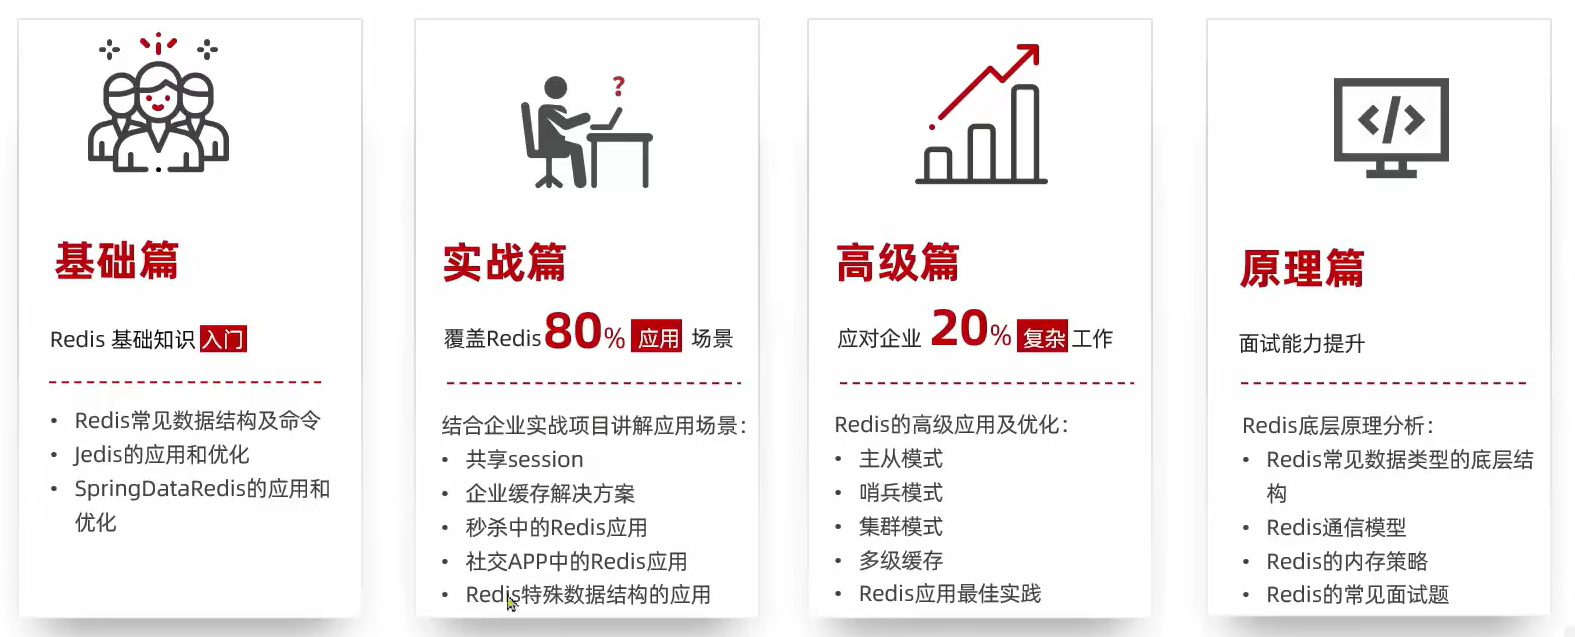 基础篇
Redis 基础知识 入门
• Redis常见数据结构及命令
• Jedis的应用和优化
• SpringDataRedis的应用和
优化
?
实战篇
覆盖Redis80% 应用 场景
结合企业实战项目讲解应用场景：
• 共享session
• 企业缓存解决方案
• 秒杀中的Redis应用
• 社交APP中的Redis应用
• Redis特殊数据结构的应用
高级篇
应对企业 20% 复杂 工作
Redis的高级应用及优化：
• 主从模式
• 哨兵模式
• 集群模式
• 多级缓存
• Redis应用最佳实践
</>
原理篇
面试能力提升
Redis底层原理分析：
• Redis常见数据类型的底层结
构
• Redis通信模型
• Redis的内存策略
• Redis的常见面试题